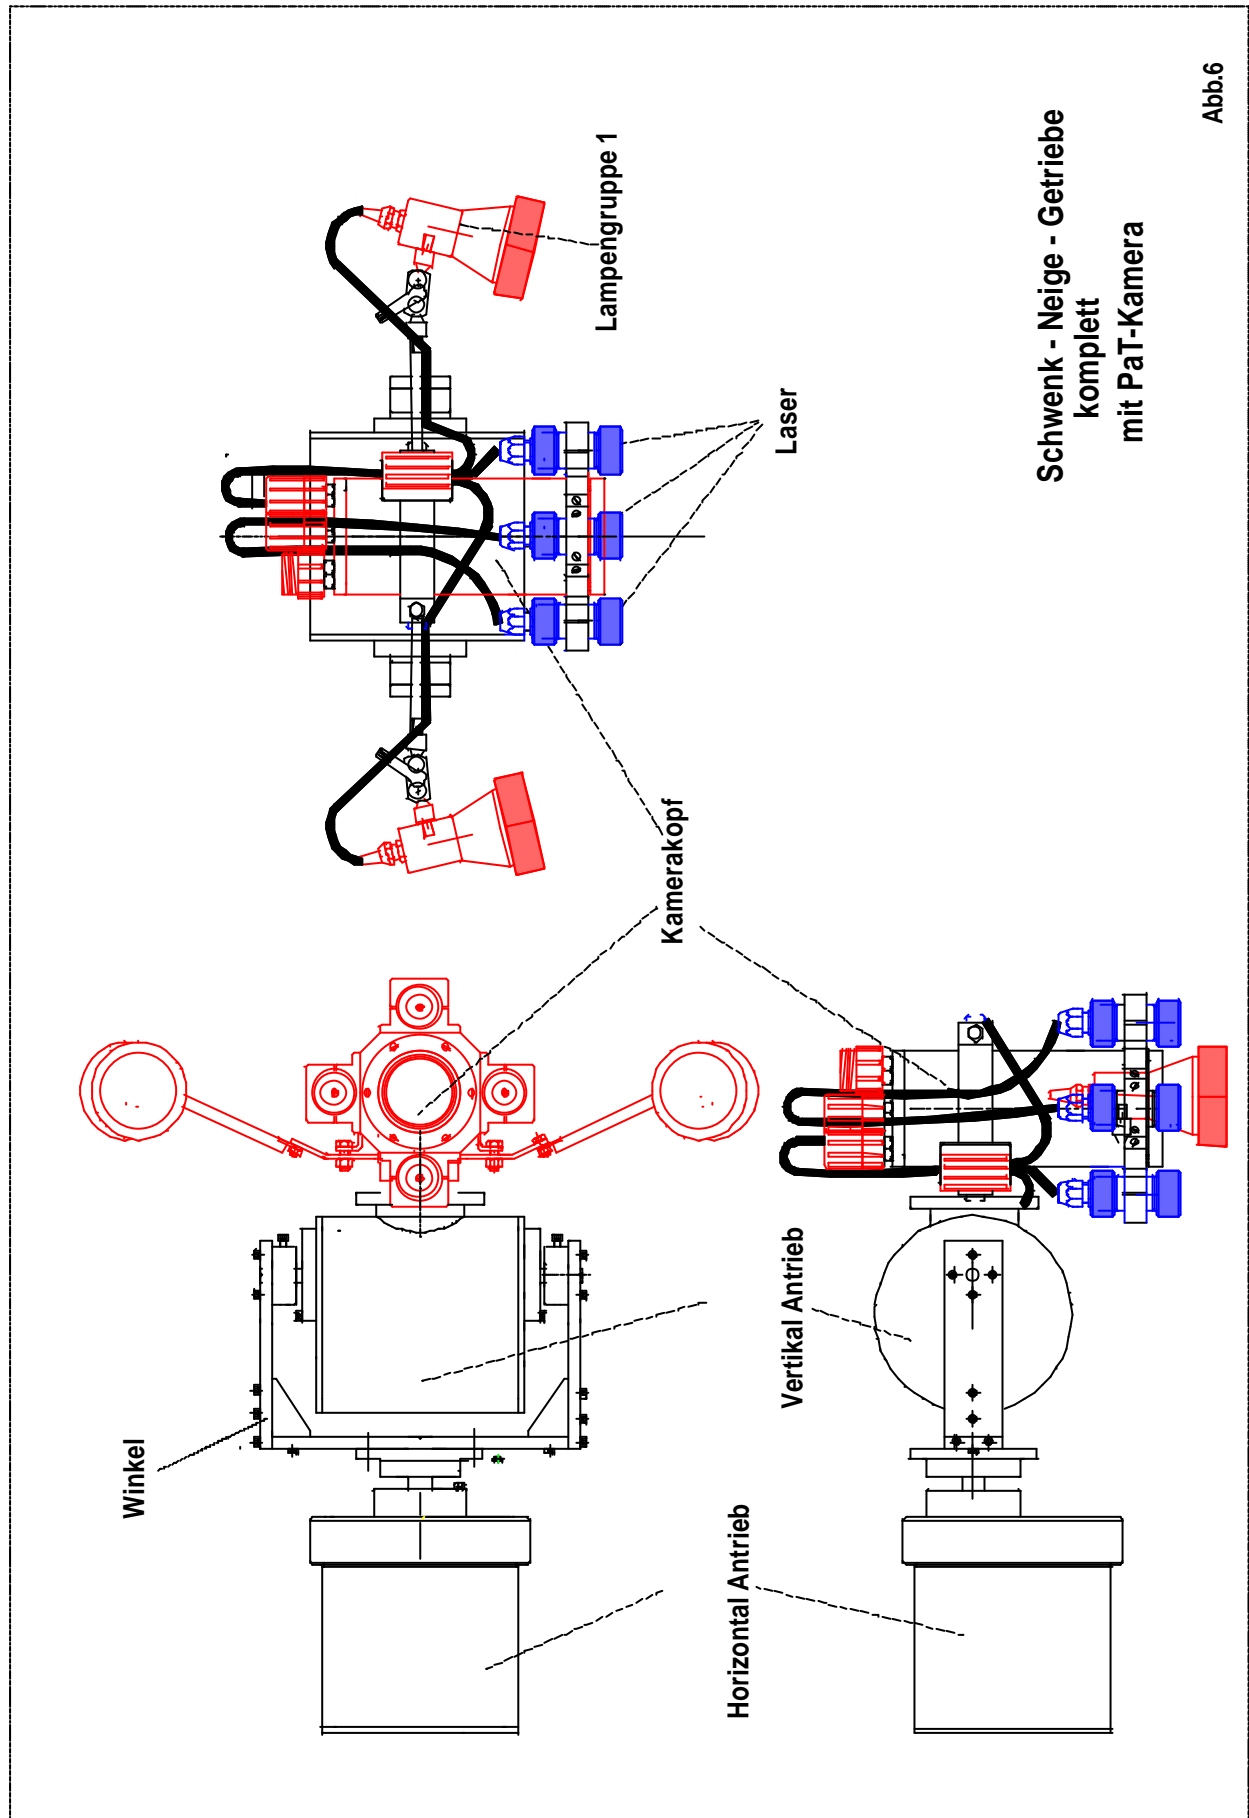 Winkel
Horizontal Antrieb
Vertikal Antrieb
Kamerakopf
Lampengruppe 1
Laser
Schwenk - Neige - Getriebe
komplett
mit PaT-Kamera
Abb.6